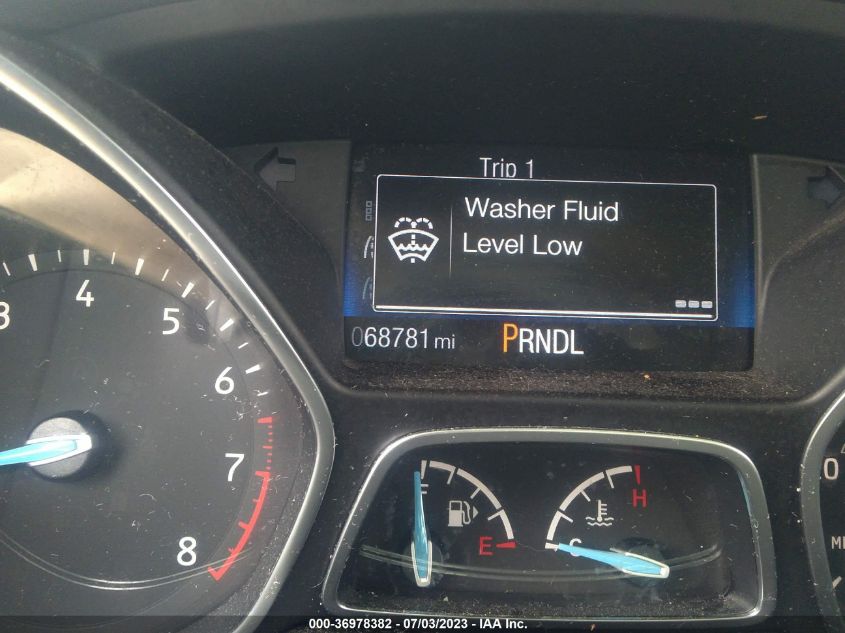 Trip 1
Washer Fluid
Level Low
068781 mi
PRNDL
3
4
5
6
7
8
F
E
C
H
0
000-36978382 - 07/03/2023 - IAA Inc.